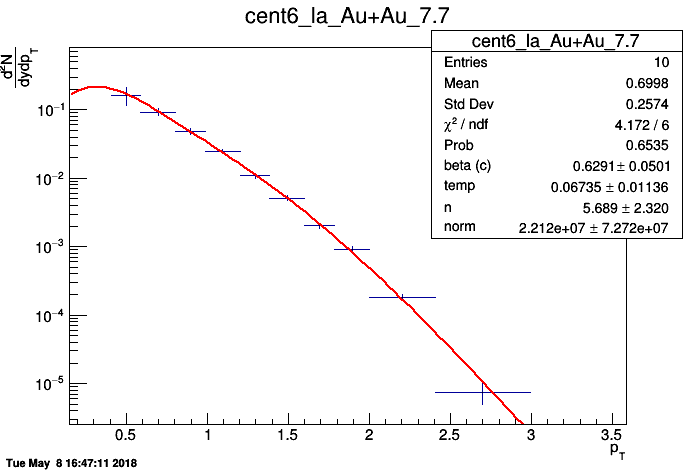 cent6_la_Au+Au_7.7
d²N
dydp_T
cent6_la_Au+Au_7.7
Entries 10
Mean 0.6998
Std Dev 0.2574
χ² / ndf 4.172 / 6
Prob 0.6535
beta (c) 0.6291 ± 0.0501
temp 0.06735 ± 0.01136
n 5.689 ± 2.320
norm 2.212e+07 ± 7.272e+07
10⁻¹
10⁻²
10⁻³
10⁻⁴
10⁻⁵
0.5 1 1.5 2 2.5 3 3.5
p_T
Tue May 8 16:47:11 2018